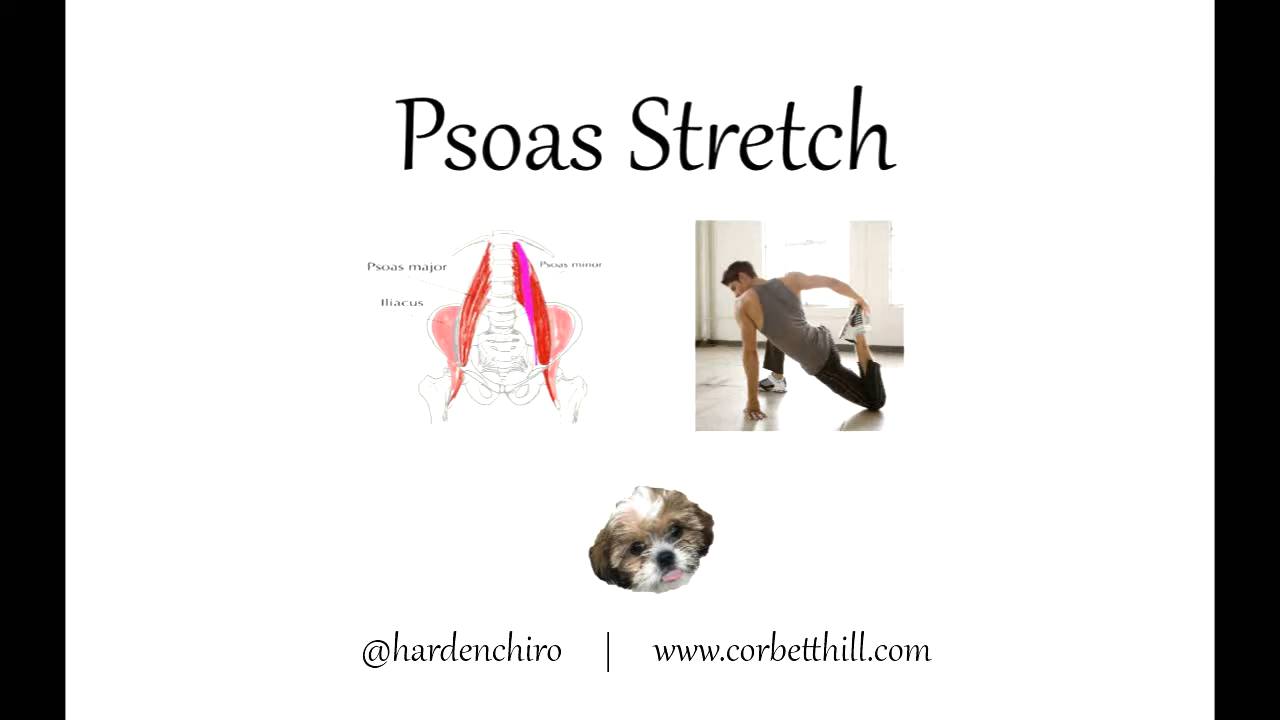 Psoas Stretch
Psoas major
Psoas minor
Iliacus
@hardenchiro | www.corbetthill.com